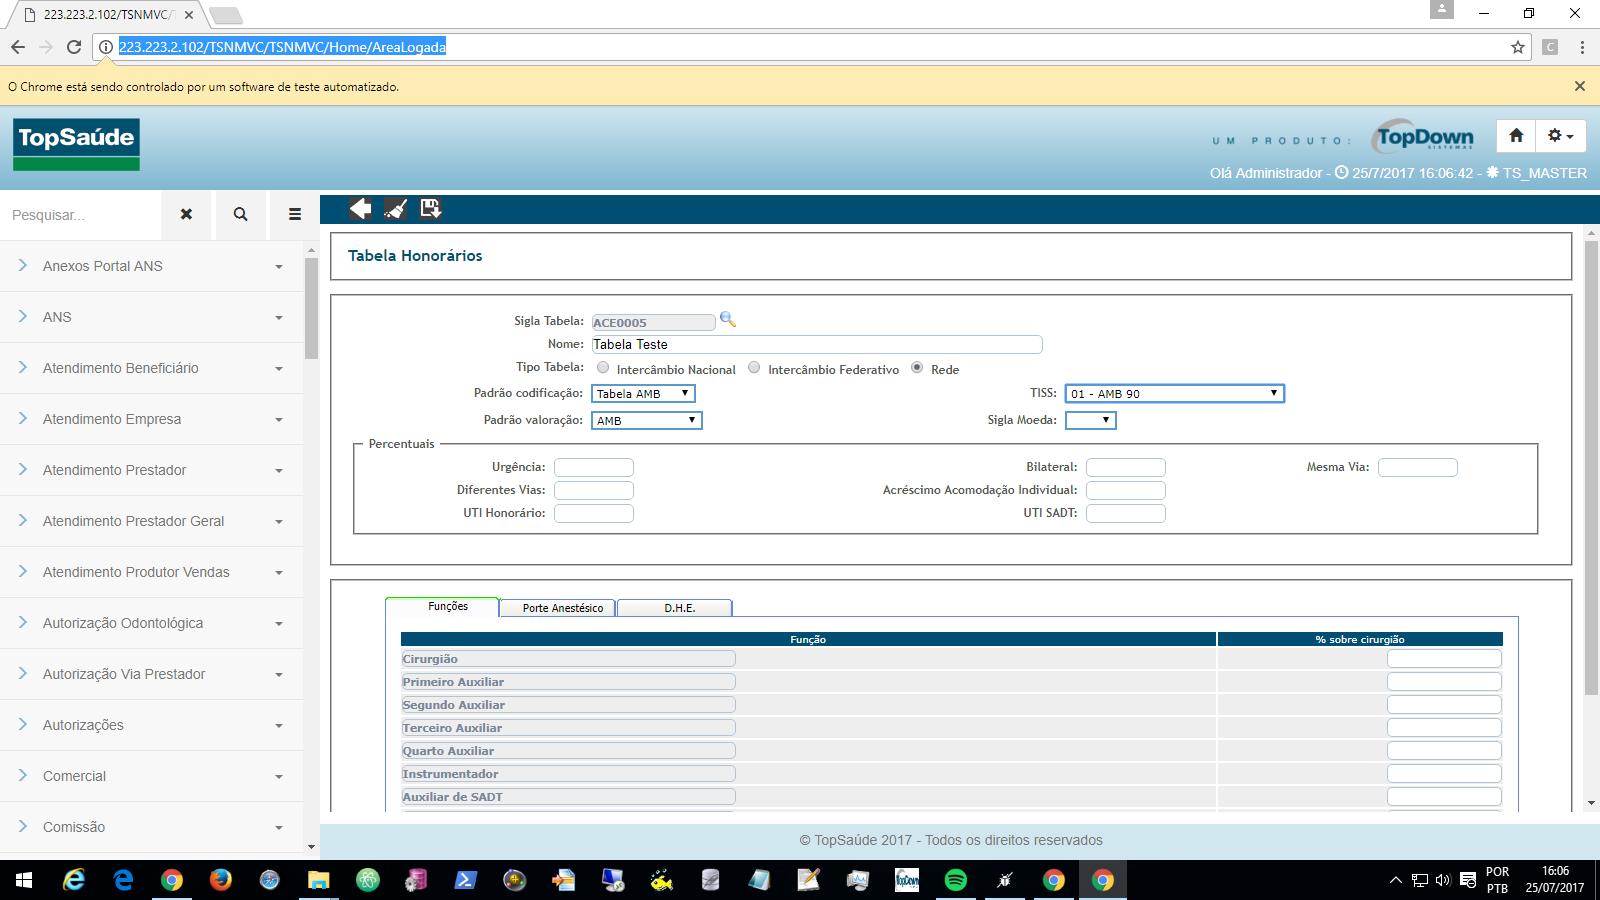 223.223.2.102/TSNMVC/T
223.223.2.102/TSNMVC/TSNMVC/Home/AreaLogada
C
O Chrome está sendo controlado por um software de teste automatizado.
TopSaúde
UM PRODUTO:
TopDown
SISTEMAS
Olá Administrador - 25/7/2017 16:06:42 - TS_MASTER
Pesquisar...
Anexos Portal ANS
ANS
Atendimento Beneficiário
Atendimento Empresa
Atendimento Prestador
Atendimento Prestador Geral
Atendimento Produtor Vendas
Autorização Odontológica
Autorização Via Prestador
Autorizações
Comercial
Comissão
Tabela Honorários
Sigla Tabela: ACE0005
Nome: Tabela Teste
Tipo Tabela: Intercâmbio Nacional Intercâmbio Federativo Rede
Padrão codificação: Tabela AMB TISS: 01 - AMB 90
Padrão valoração: AMB Sigla Moeda:
Percentuais
Urgência: Bilateral: Mesma Via:
Diferentes Vias: Acréscimo Acomodação Individual:
UTI Honorário: UTI SADT:
Funções Porte Anestésico D.H.E.
Função % sobre cirurgião
Cirurgião
Primeiro Auxiliar
Segundo Auxiliar
Terceiro Auxiliar
Quarto Auxiliar
Instrumentador
Auxiliar de SADT
© TopSaúde 2017 - Todos os direitos reservados
TopDown
POR
PTB
16:06
25/07/2017